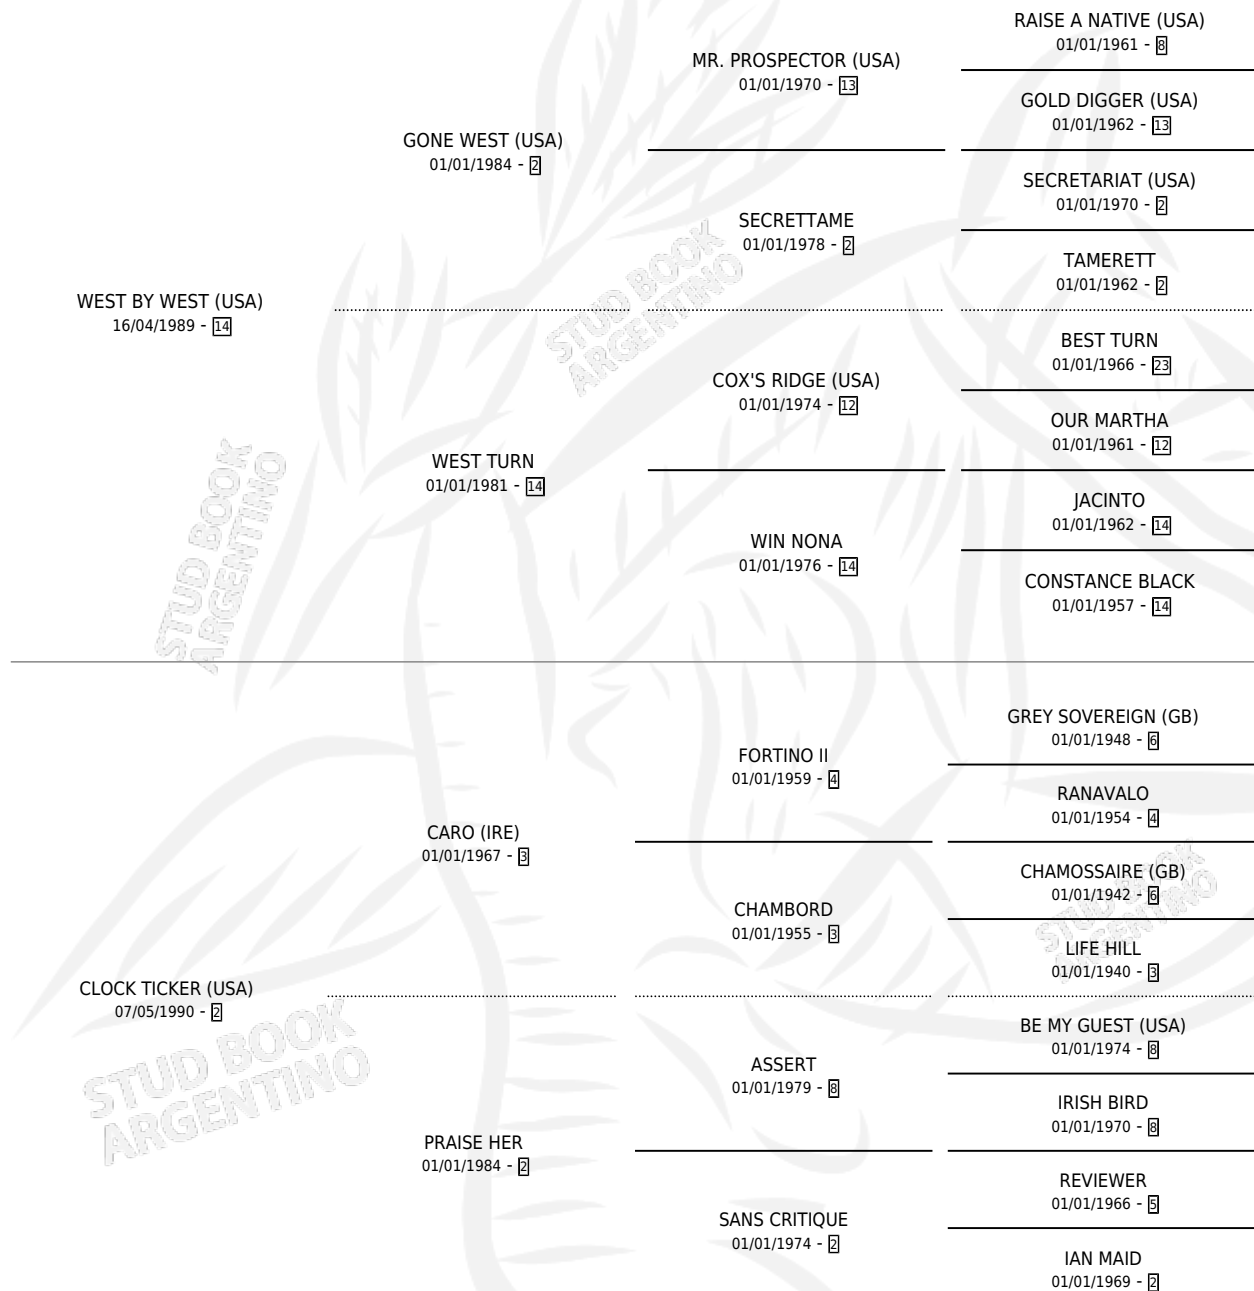 RAISE A NATIVE (USA)
01/01/1961 - 8
MR. PROSPECTOR (USA)
01/01/1970 - 13
GOLD DIGGER (USA)
01/01/1962 - 13
GONE WEST (USA)
01/01/1984 - 2
SECRETARIAT (USA)
01/01/1970 - 2
SECRETTAME
01/01/1978 - 2
TAMERETT
01/01/1962 - 2
WEST BY WEST (USA)
16/04/1989 - 14
BEST TURN
01/01/1966 - 23
COX'S RIDGE (USA)
01/01/1974 - 12
OUR MARTHA
01/01/1961 - 12
WEST TURN
01/01/1981 - 14
JACINTO
01/01/1962 - 14
WIN NONA
01/01/1976 - 14
CONSTANCE BLACK
01/01/1957 - 14
GREY SOVEREIGN (GB)
01/01/1948 - 6
FORTINO II
01/01/1959 - 4
RANAVALO
01/01/1954 - 4
CARO (IRE)
01/01/1967 - 3
CHAMOSSAIRE (GB)
01/01/1942 - 6
CHAMBORD
01/01/1955 - 3
LIFE HILL
01/01/1940 - 3
CLOCK TICKER (USA)
07/05/1990 - 2
BE MY GUEST (USA)
01/01/1974 - 8
ASSERT
01/01/1979 - 8
IRISH BIRD
01/01/1970 - 8
PRAISE HER
01/01/1984 - 2
REVIEWER
01/01/1966 - 5
SANS CRITIQUE
01/01/1974 - 2
IAN MAID
01/01/1969 - 2
STUD BOOK
ARGENTINO
STUD BOOK
ARGENTINO
STUD BOOK
ARGENTINO
STUD BOOK
ARGENTINO